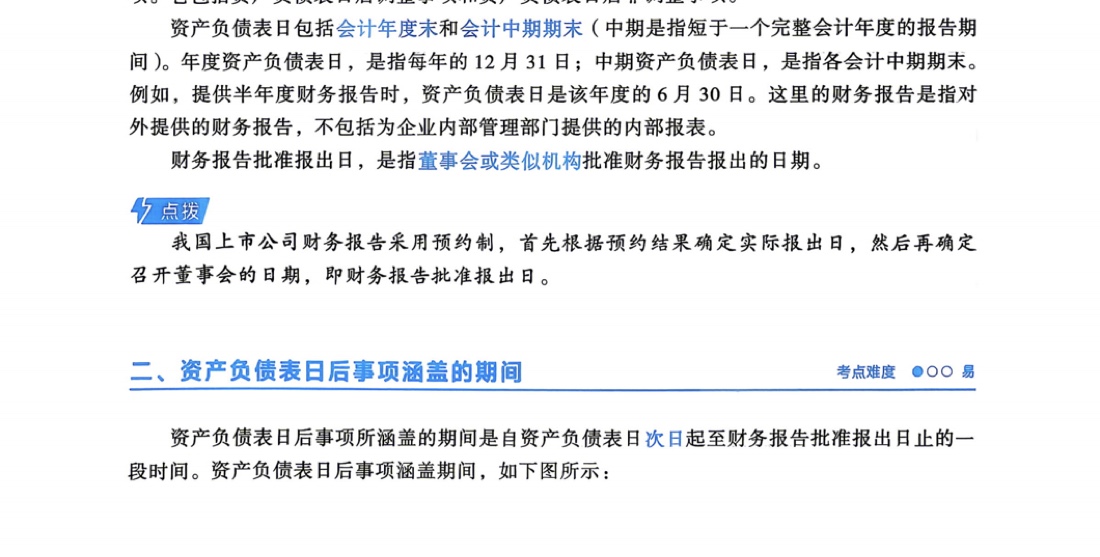 资产负债表日包括会计年度末和会计中期期末（中期是指短于一个完整会计年度的报告期
间）。年度资产负债表日，是指每年的 12 月 31 日；中期资产负债表日，是指各会计中期期末。
例如，提供半年度财务报告时，资产负债表日是该年度的 6 月 30 日。这里的财务报告是指对
外提供的财务报告，不包括为企业内部管理部门提供的内部报表。
财务报告批准报出日，是指董事会或类似机构批准财务报告报出的日期。
点拨
我国上市公司财务报告采用预约制，首先根据预约结果确定实际报出日，然后再确定
召开董事会的日期，即财务报告批准报出日。
二、资产负债表日后事项涵盖的期间
考点难度 易
资产负债表日后事项所涵盖的期间是自资产负债表日次日起至财务报告批准报出日止的一
段时间。资产负债表日后事项涵盖期间，如下图所示：